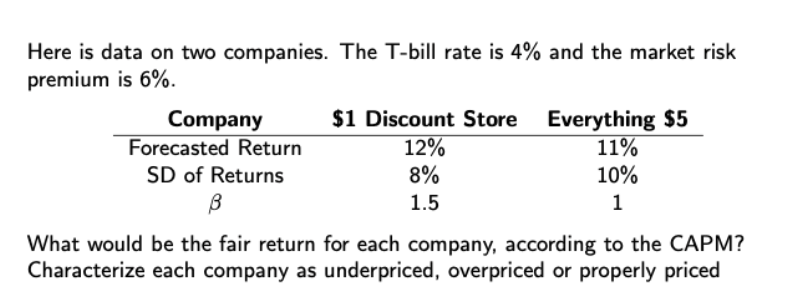 Here is data on two companies. The T-bill rate is 4% and the market risk
premium is 6%.
Company $1 Discount Store Everything $5
Forecasted Return 12% 11%
SD of Returns 8% 10%
β 1.5 1
What would be the fair return for each company, according to the CAPM?
Characterize each company as underpriced, overpriced or properly priced